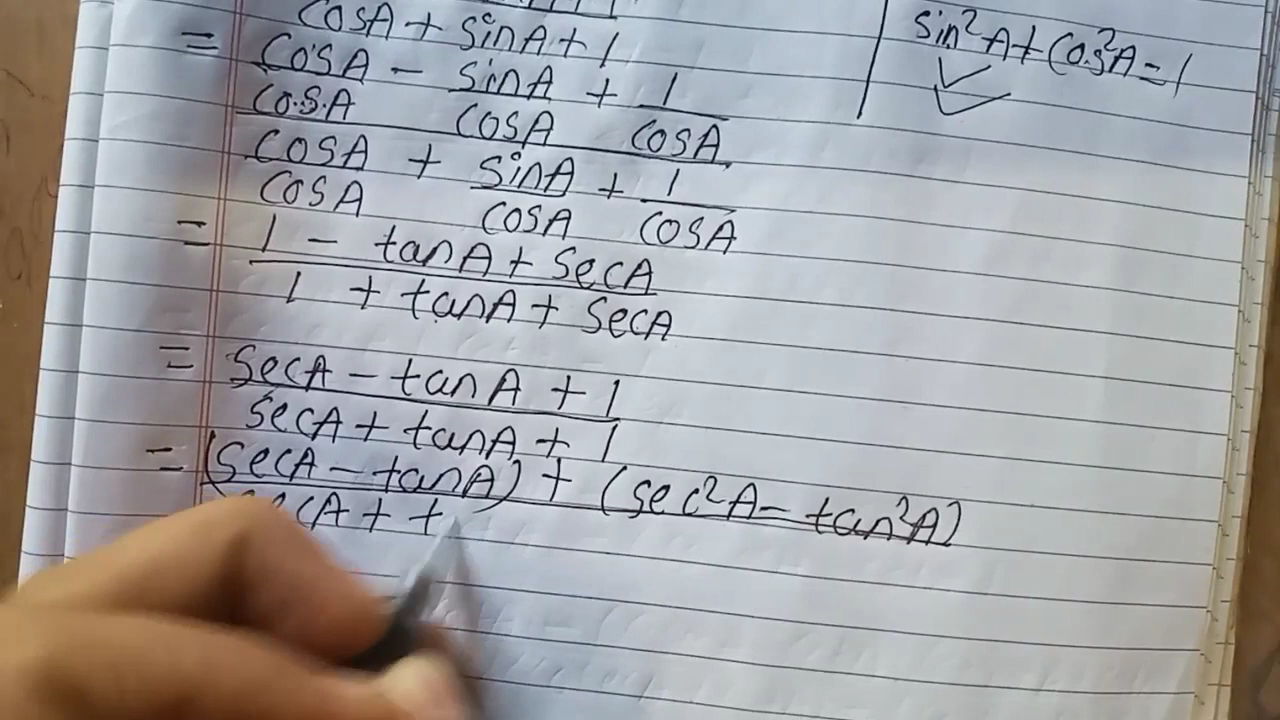 cosA + sinA + 1
= cosA - sinA + 1
cosA cosA cosA
cosA + sinA + 1
cosA cosA cosA
= 1 - tanA + secA
1 + tanA + secA
= secA - tanA + 1
secA + tanA + 1
= (secA - tanA) + (sec²A - tan²A)
secA + t
sin²A + cos²A = 1